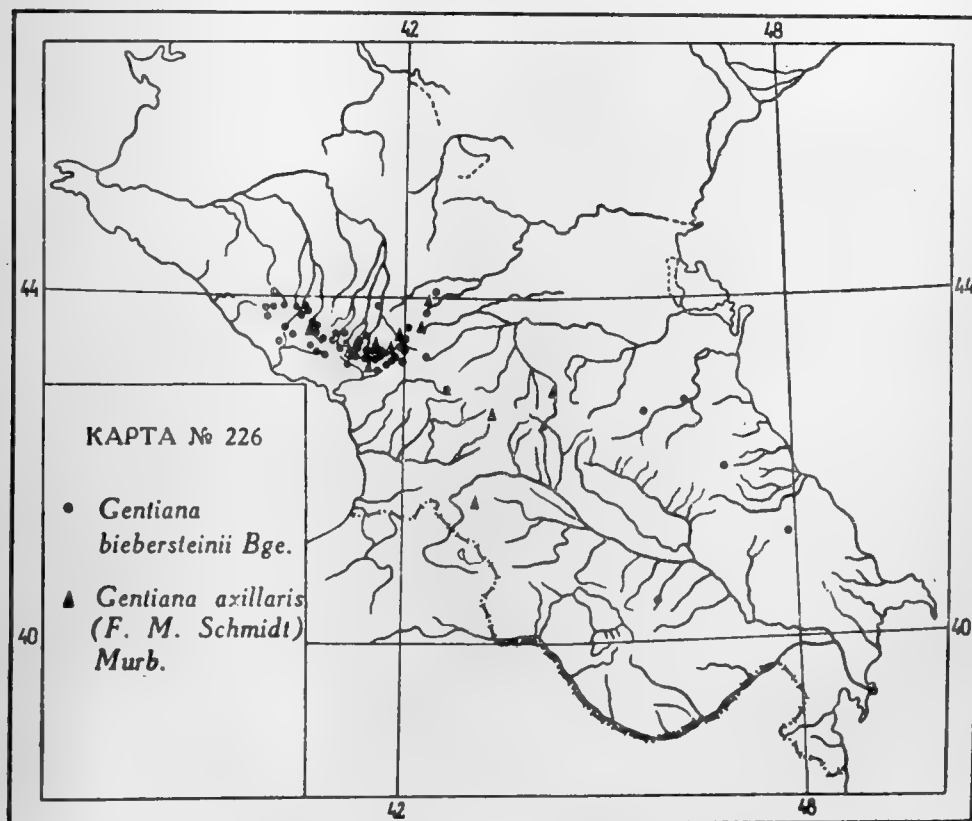 42 48
44 44
КАРТА № 226
Gentiana
biebersteinii Bge.
Gentiana axillaris
(F. M. Schmidt)
Murb.
40 40
42 48